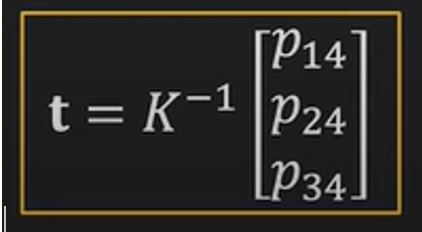 𝐭 = K⁻¹ [p₁₄ p₂₄ p₃₄]